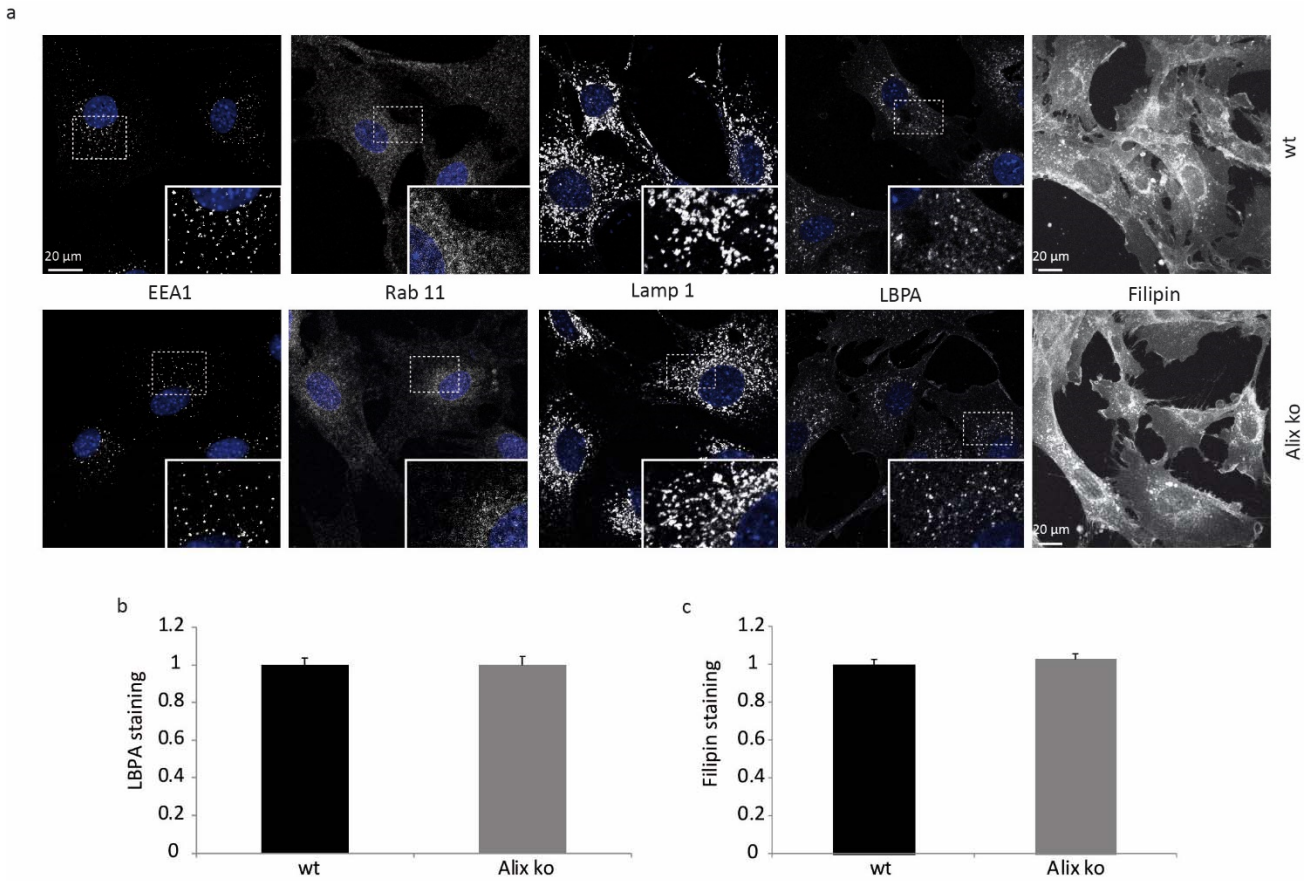 a
wt
20 μm
20 μm
EEA1
Rab 11
Lamp 1
LBPA
Filipin
Alix ko
20 μm
b
1.2
1
0.8
0.6
0.4
0.2
0
LBPA staining
wt
Alix ko
c
1.2
1
0.8
0.6
0.4
0.2
0
Filipin staining
wt
Alix ko